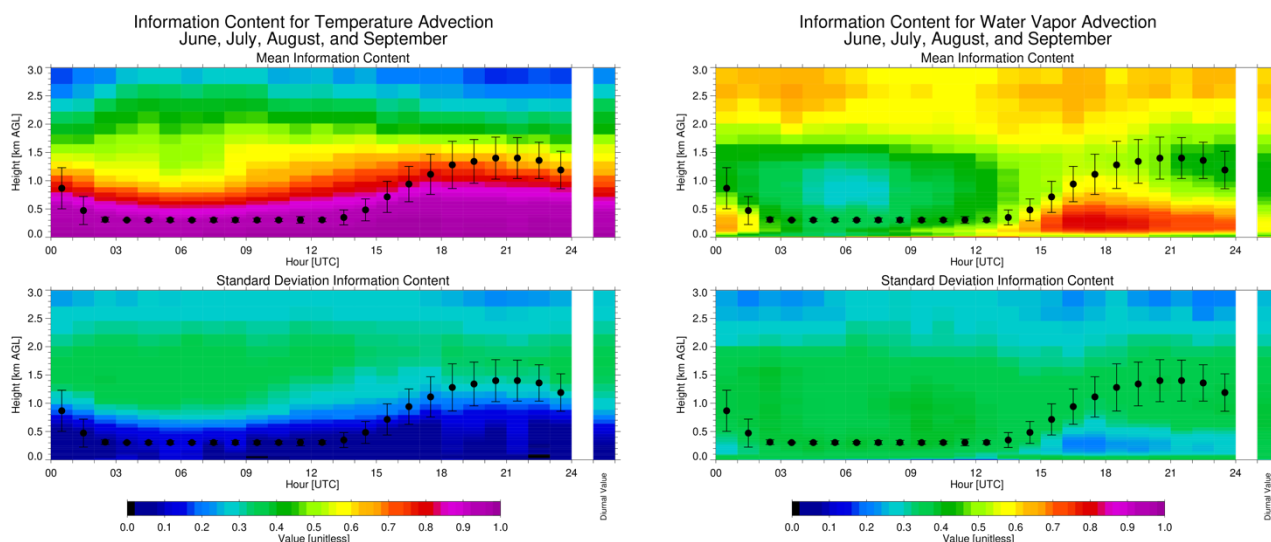 Information Content for Temperature Advection
June, July, August, and September
Mean Information Content
3.0
2.5
2.0
1.5
1.0
0.5
0.0
Height [km AGL]
00 03 06 09 12 15 18 21 24
Hour [UTC]
Standard Deviation Information Content
3.0
2.5
2.0
1.5
1.0
0.5
0.0
Height [km AGL]
00 03 06 09 12 15 18 21 24
Hour [UTC]
Diurnal Value
0.0 0.1 0.2 0.3 0.4 0.5 0.6 0.7 0.8 0.9 1.0
Value [unitless]
Information Content for Water Vapor Advection
June, July, August, and September
Mean Information Content
3.0
2.5
2.0
1.5
1.0
0.5
0.0
Height [km AGL]
00 03 06 09 12 15 18 21 24
Hour [UTC]
Standard Deviation Information Content
3.0
2.5
2.0
1.5
1.0
0.5
0.0
Height [km AGL]
00 03 06 09 12 15 18 21 24
Hour [UTC]
Diurnal Value
0.0 0.1 0.2 0.3 0.4 0.5 0.6 0.7 0.8 0.9 1.0
Value [unitless]